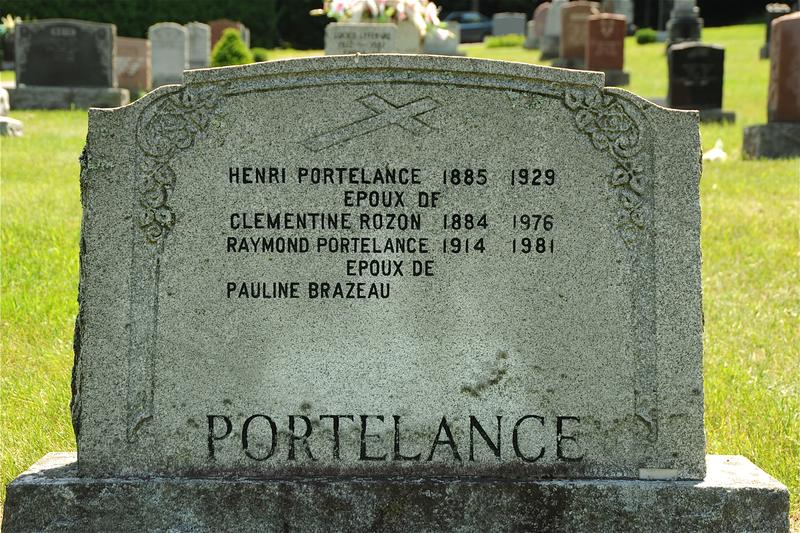 HENRI PORTELANCE 1885 1929
EPOUX DE
CLEMENTINE ROZON 1884 1976
RAYMOND PORTELANCE 1914 1981
EPOUX DE
PAULINE BRAZEAU
PORTELANCE